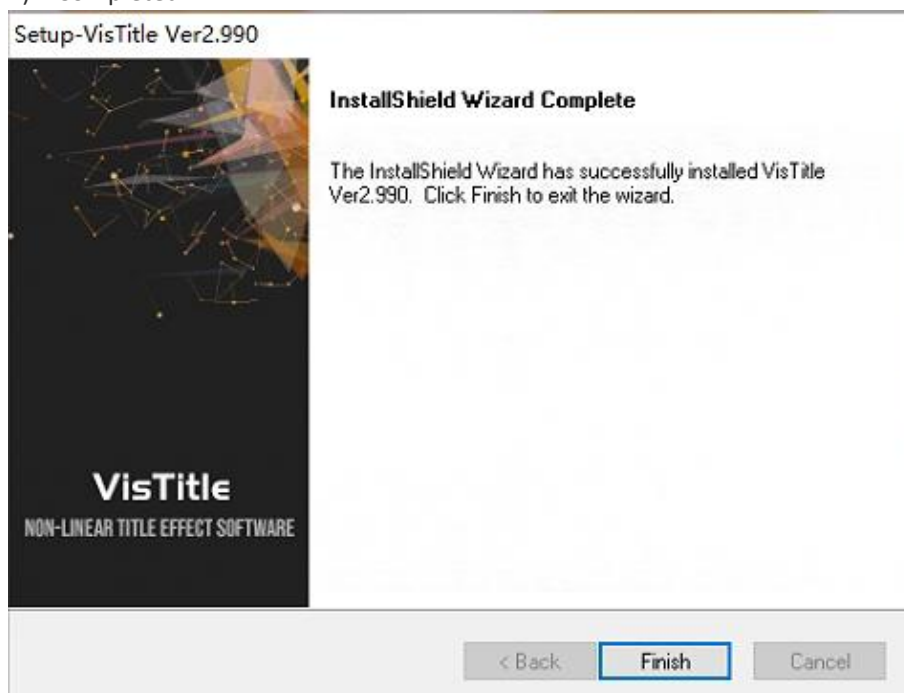 Setup-VisTitle Ver2.990
InstallShield Wizard Complete
The InstallShield Wizard has successfully installed VisTitle
Ver2.990. Click Finish to exit the wizard.
VisTitle
NON-LINEAR TITLE EFFECT SOFTWARE
< Back
Finish
Cancel